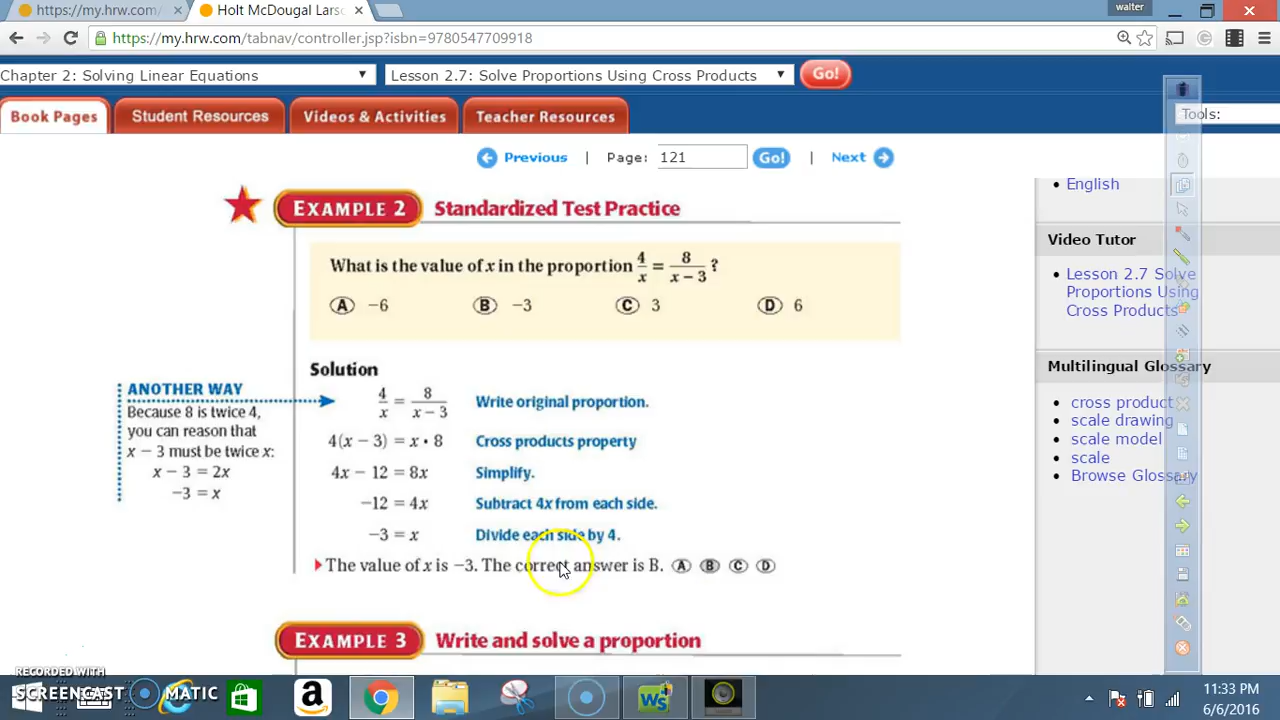 https://my.hrw.com/
Holt McDougal Lars
walter
https://my.hrw.com/tabnav/controller.jsp?isbn=9780547709918
Chapter 2: Solving Linear Equations
Lesson 2.7: Solve Proportions Using Cross Products
Go!
Book Pages
Student Resources
Videos & Activities
Teacher Resources
Tools:
Previous | Page: 121 Go! | Next
EXAMPLE 2 Standardized Test Practice
What is the value of x in the proportion 4/x = 8/(x − 3)?
A −6 B −3 C 3 D 6
Solution
4/x = 8/(x − 3) Write original proportion.
4(x − 3) = x • 8 Cross products property
4x − 12 = 8x Simplify.
−12 = 4x Subtract 4x from each side.
−3 = x Divide each side by 4.
The value of x is −3. The correct answer is B. A B C D
ANOTHER WAY
Because 8 is twice 4,
you can reason that
x − 3 must be twice x:
x − 3 = 2x
−3 = x
EXAMPLE 3 Write and solve a proportion
English
Video Tutor
Lesson 2.7 Solve
Proportions Using
Cross Products
Multilingual Glossary
cross product
scale drawing
scale model
scale
Browse Glossary
RECORDED WITH
SCREENCAST MATIC
WS
11:33 PM
6/6/2016